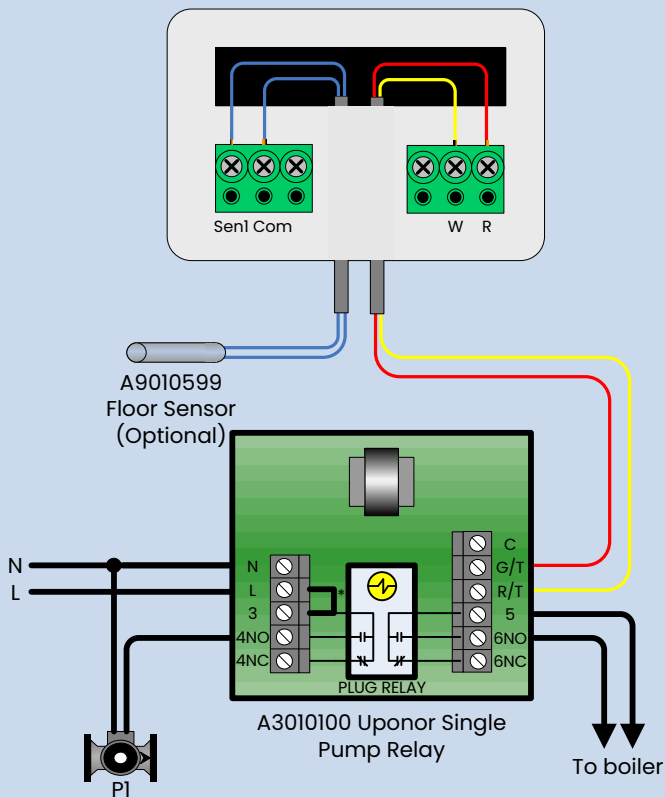 Sen1 Com
W R
A9010599
Floor Sensor
(Optional)
N
L
N
L
3
4NO
4NC
*
PLUG RELAY
C
G/T
R/T
5
6NO
6NC
A3010100 Uponor Single
Pump Relay
P1
To boiler